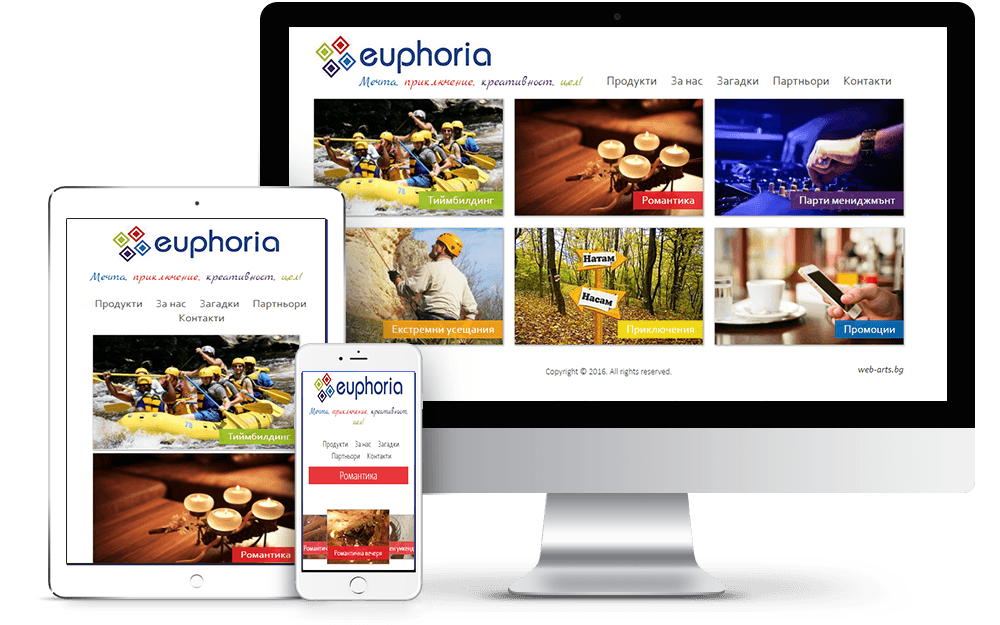 euphoria
Мечта, приключение, креативност, цел!
Продукти За нас Загадки Партньори Контакти
Тиймбилдинг
Романтика
Парти мениджмънт
Екстремни усещания
Натам
Насам
Приключения
Промоции
Copyright © 2016. All rights reserved.
web-arts.bg
euphoria
Мечта, приключение, креативност, цел!
Продукти За нас Загадки Партньори
Контакти
Тиймбилдинг
Романтика
euphoria
Мечта, приключение, креативност,
цел!
Продукти За нас Загадки
Партньори Контакти
Романтика
Романтична вечеря